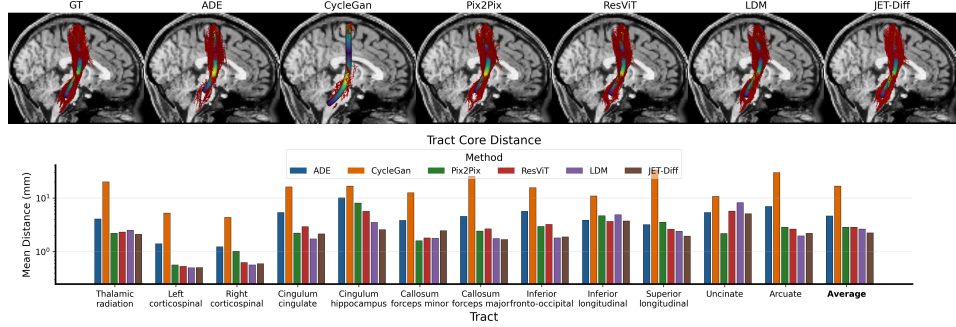 GT ADE CycleGan Pix2Pix ResViT LDM JET-Diff
Tract Core Distance
Method
ADE CycleGan Pix2Pix ResViT LDM JET-Diff
Mean Distance (mm)
10¹
10⁰
Thalamic radiation
Left corticospinal
Right corticospinal
Cingulum cingulate
Cingulum hippocampus
Callosum forceps minor
Callosum forceps major
Inferior fronto-occipital
Inferior longitudinal
Superior longitudinal
Uncinate
Arcuate
Average
Tract